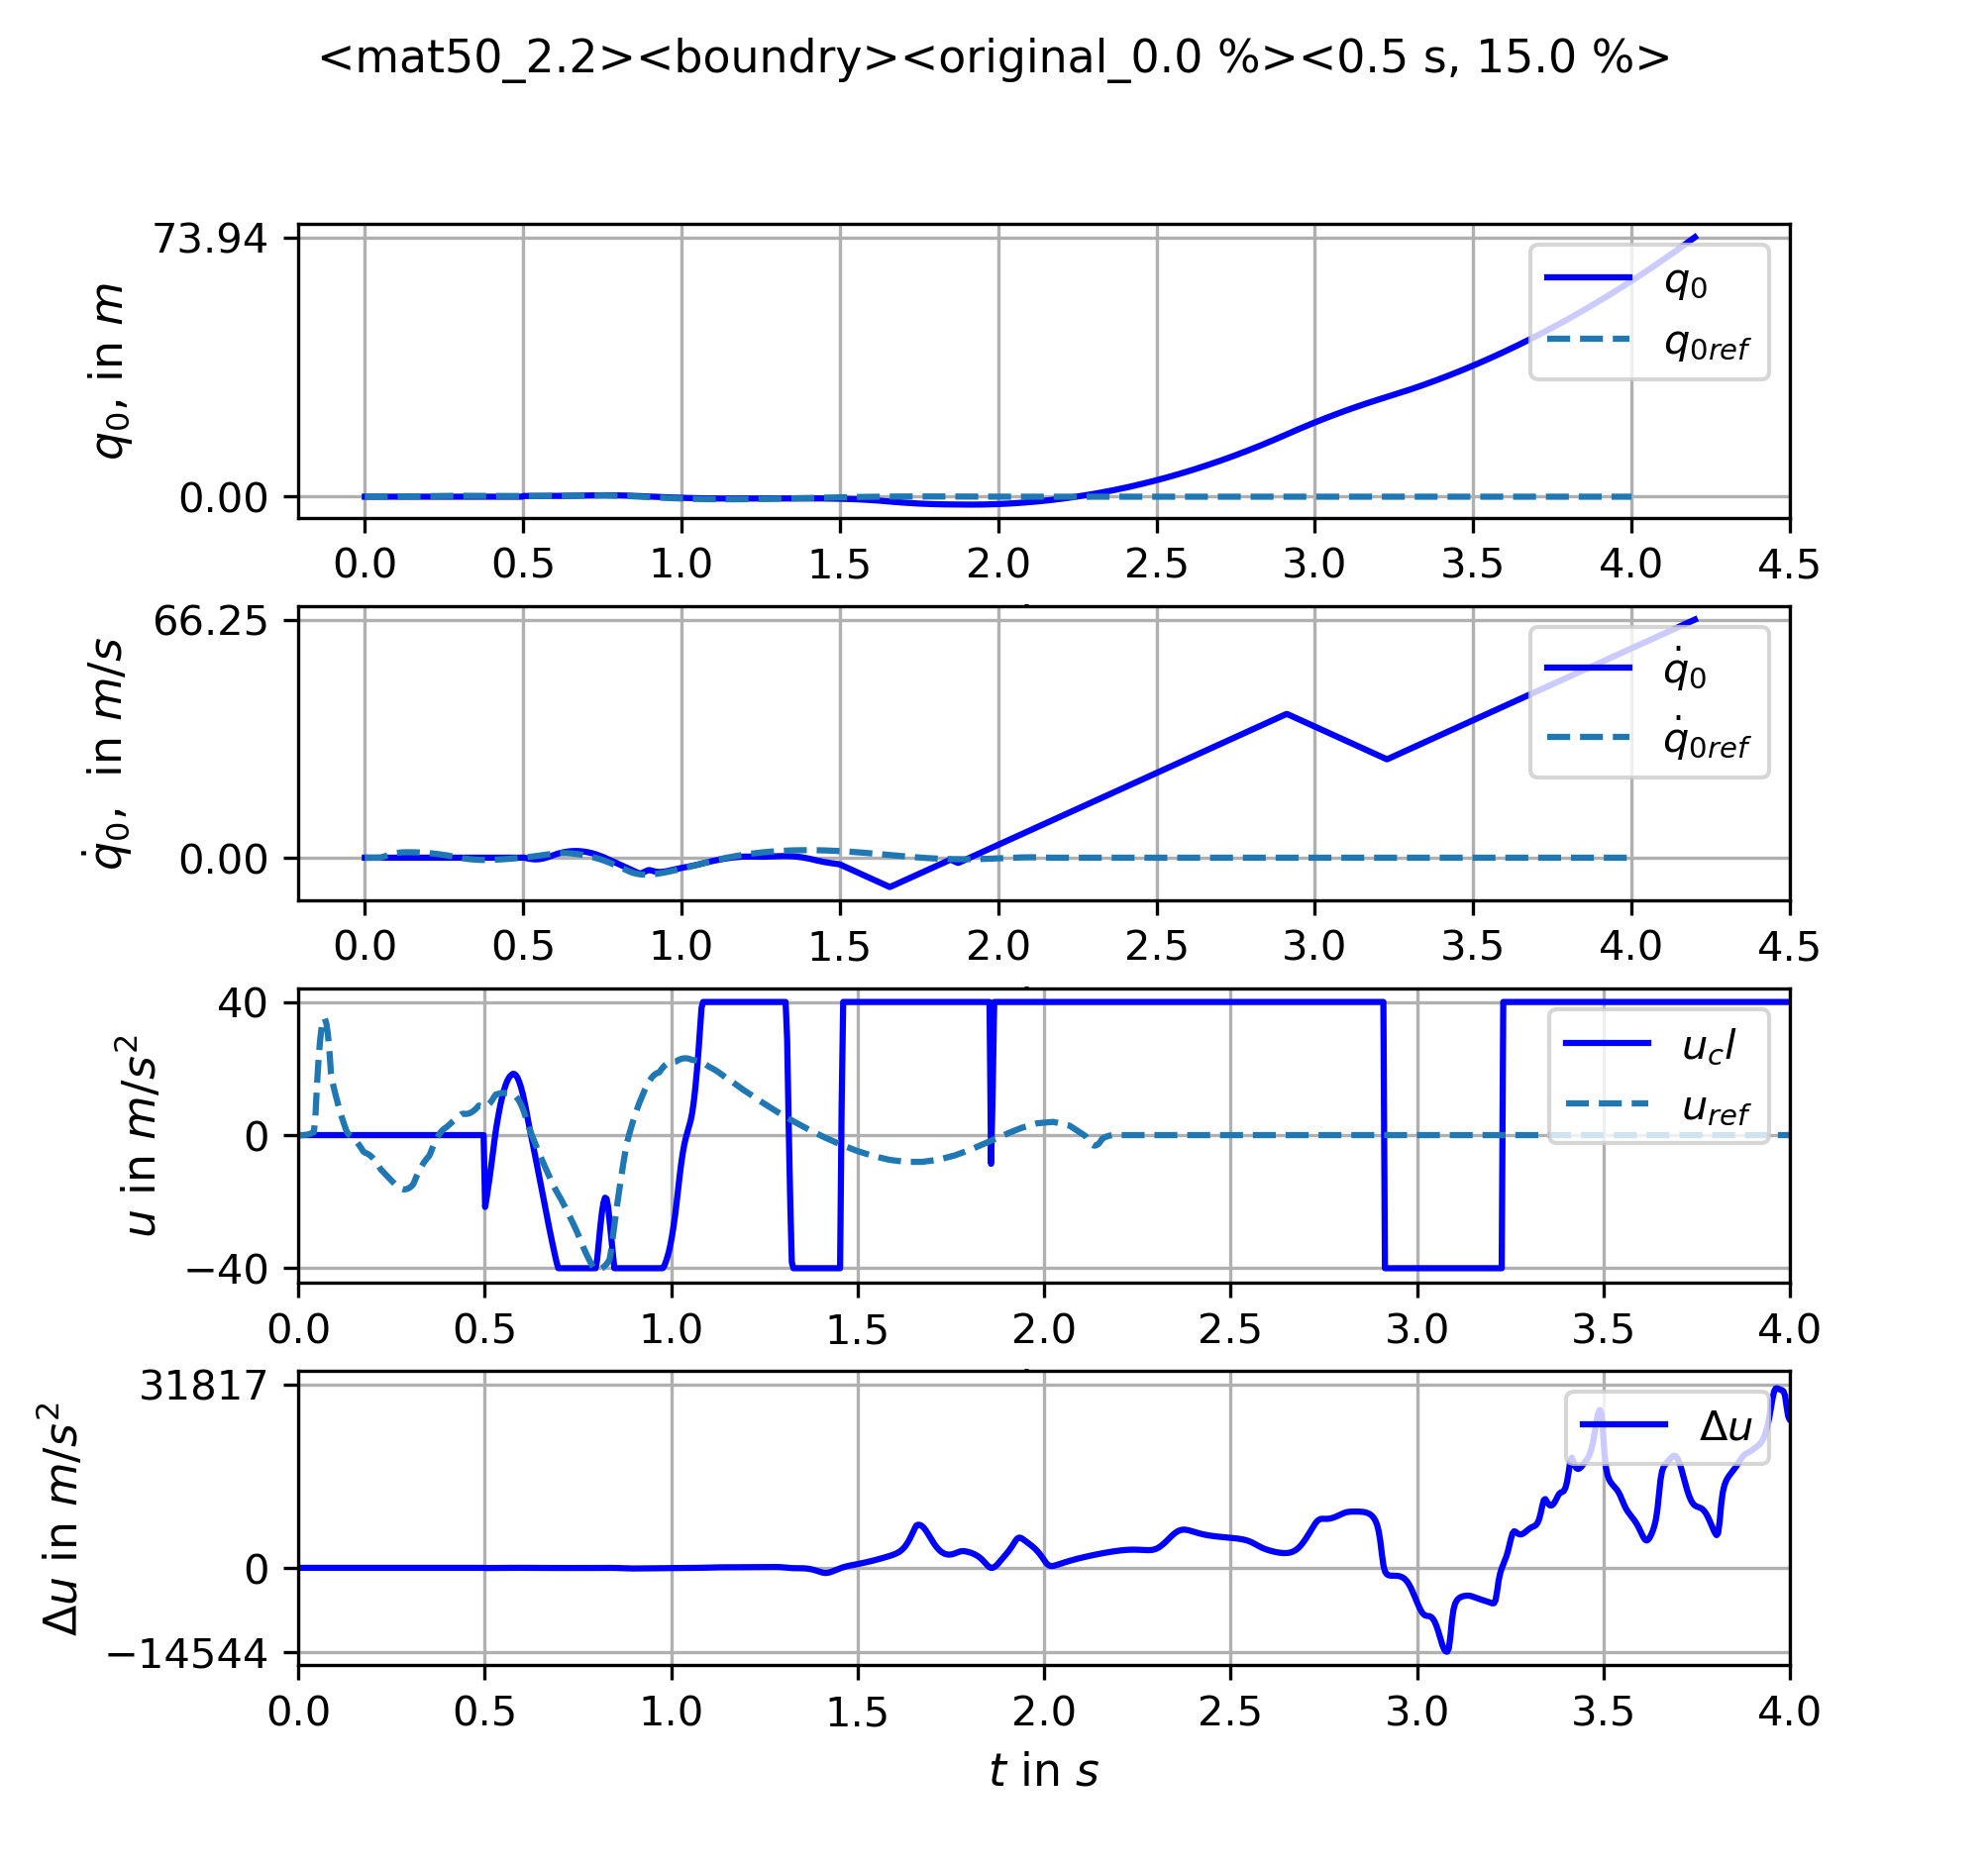 <mat50_2.2><boundry><original_0.0 %><0.5 s, 15.0 %>
q₀, in m
73.94
0.00
q₀
q₀ref
0.0 0.5 1.0 1.5 2.0 2.5 3.0 3.5 4.0 4.5
q̇₀, in m/s
66.25
0.00
q̇₀
q̇₀ref
0.0 0.5 1.0 1.5 2.0 2.5 3.0 3.5 4.0 4.5
u in m/s²
40
0
−40
u_c l
u_ref
0.0 0.5 1.0 1.5 2.0 2.5 3.0 3.5 4.0
Δu in m/s²
31817
0
−14544
Δu
0.0 0.5 1.0 1.5 2.0 2.5 3.0 3.5 4.0
t in s